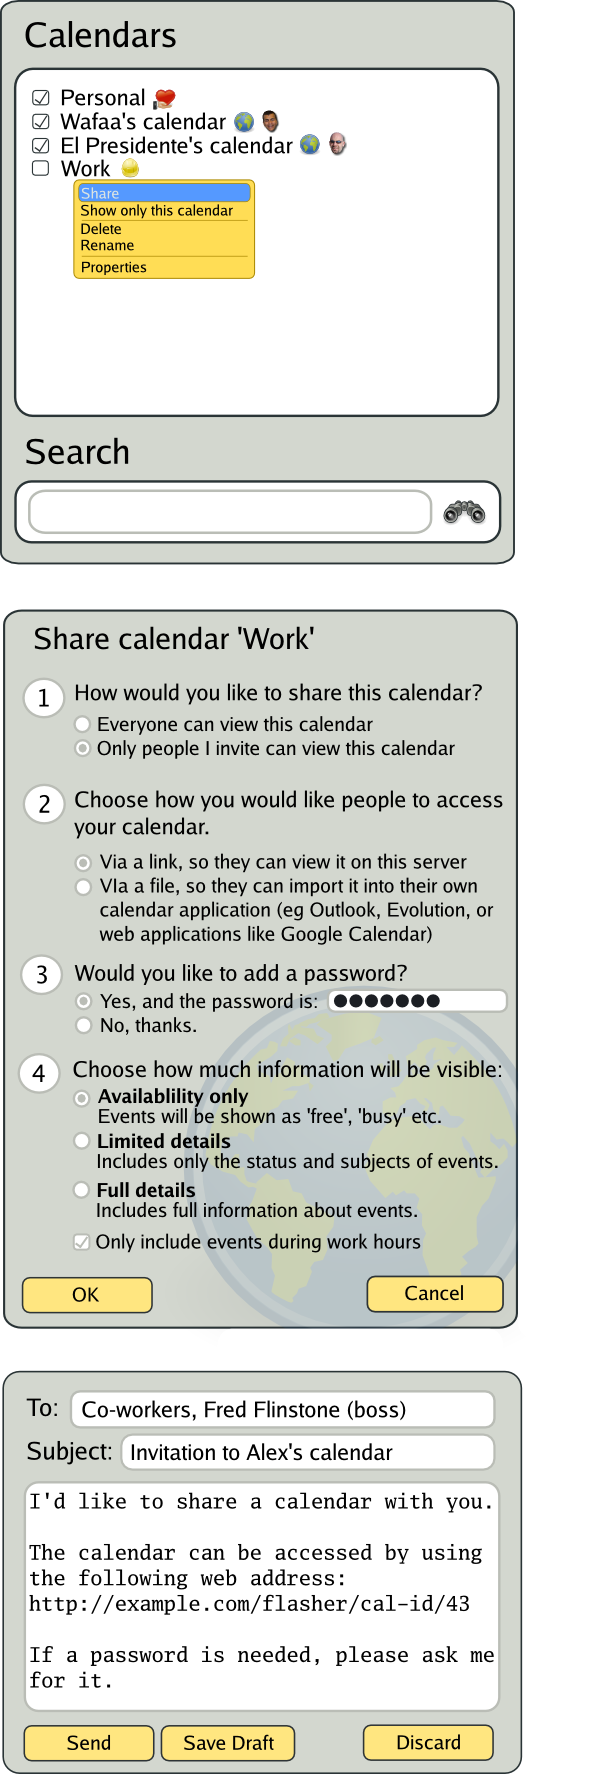 Calendars
Personal
Wafaa's calendar
El Presidente's calendar
Work
Share
Show only this calendar
Delete
Rename
Properties
Search
Share calendar 'Work'
1 How would you like to share this calendar?
Everyone can view this calendar
Only people I invite can view this calendar
2 Choose how you would like people to access
your calendar.
Via a link, so they can view it on this server
VIa a file, so they can import it into their own
calendar application (eg Outlook, Evolution, or
web applications like Google Calendar)
3 Would you like to add a password?
Yes, and the password is: ●●●●●●●
No, thanks.
4 Choose how much information will be visible:
Availablility only
Events will be shown as 'free', 'busy' etc.
Limited details
Includes only the status and subjects of events.
Full details
Includes full information about events.
Only include events during work hours
OK Cancel
To: Co-workers, Fred Flinstone (boss)
Subject: Invitation to Alex's calendar
I'd like to share a calendar with you.
The calendar can be accessed by using
the following web address:
http://example.com/flasher/cal-id/43
If a password is needed, please ask me
for it.
Send Save Draft Discard